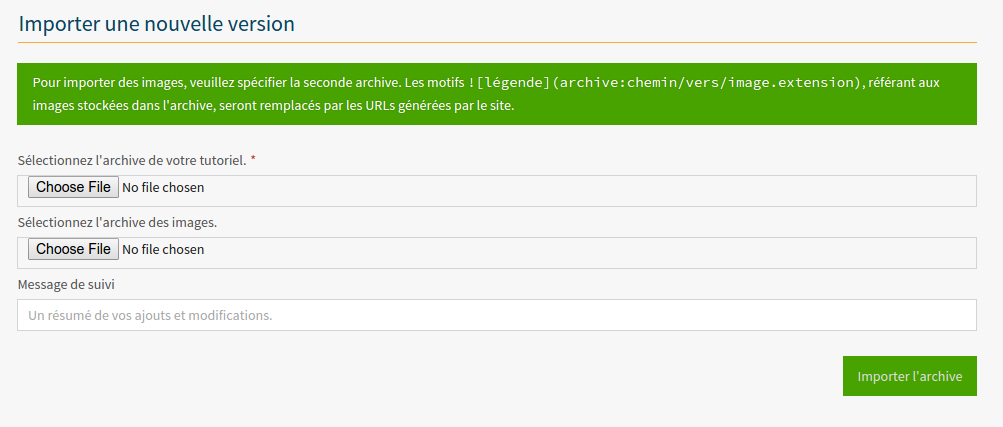 Importer une nouvelle version
Pour importer des images, veuillez spécifier la seconde archive. Les motifs ![légende](archive:chemin/vers/image.extension), référant aux
images stockées dans l'archive, seront remplacés par les URLs générées par le site.
Sélectionnez l'archive de votre tutoriel. *
Choose File No file chosen
Sélectionnez l'archive des images.
Choose File No file chosen
Message de suivi
Un résumé de vos ajouts et modifications.
Importer l'archive